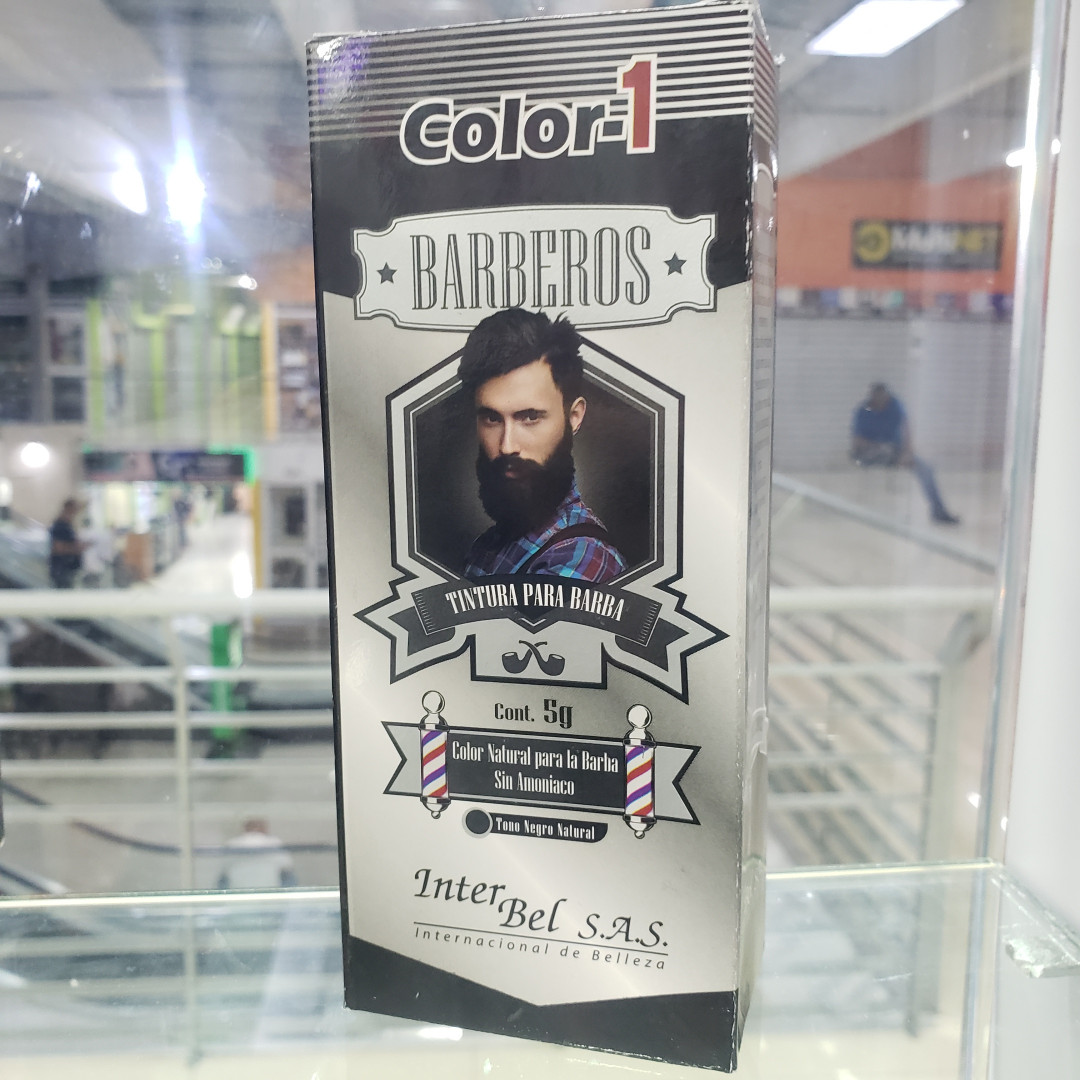 Color-1
BARBEROS
TINTURA PARA BARBA
Cont. 5g
Color Natural para la Barba
Sin Amoniaco
Tono Negro Natural
Inter
Bel S.A.S.
Internacional de Belleza